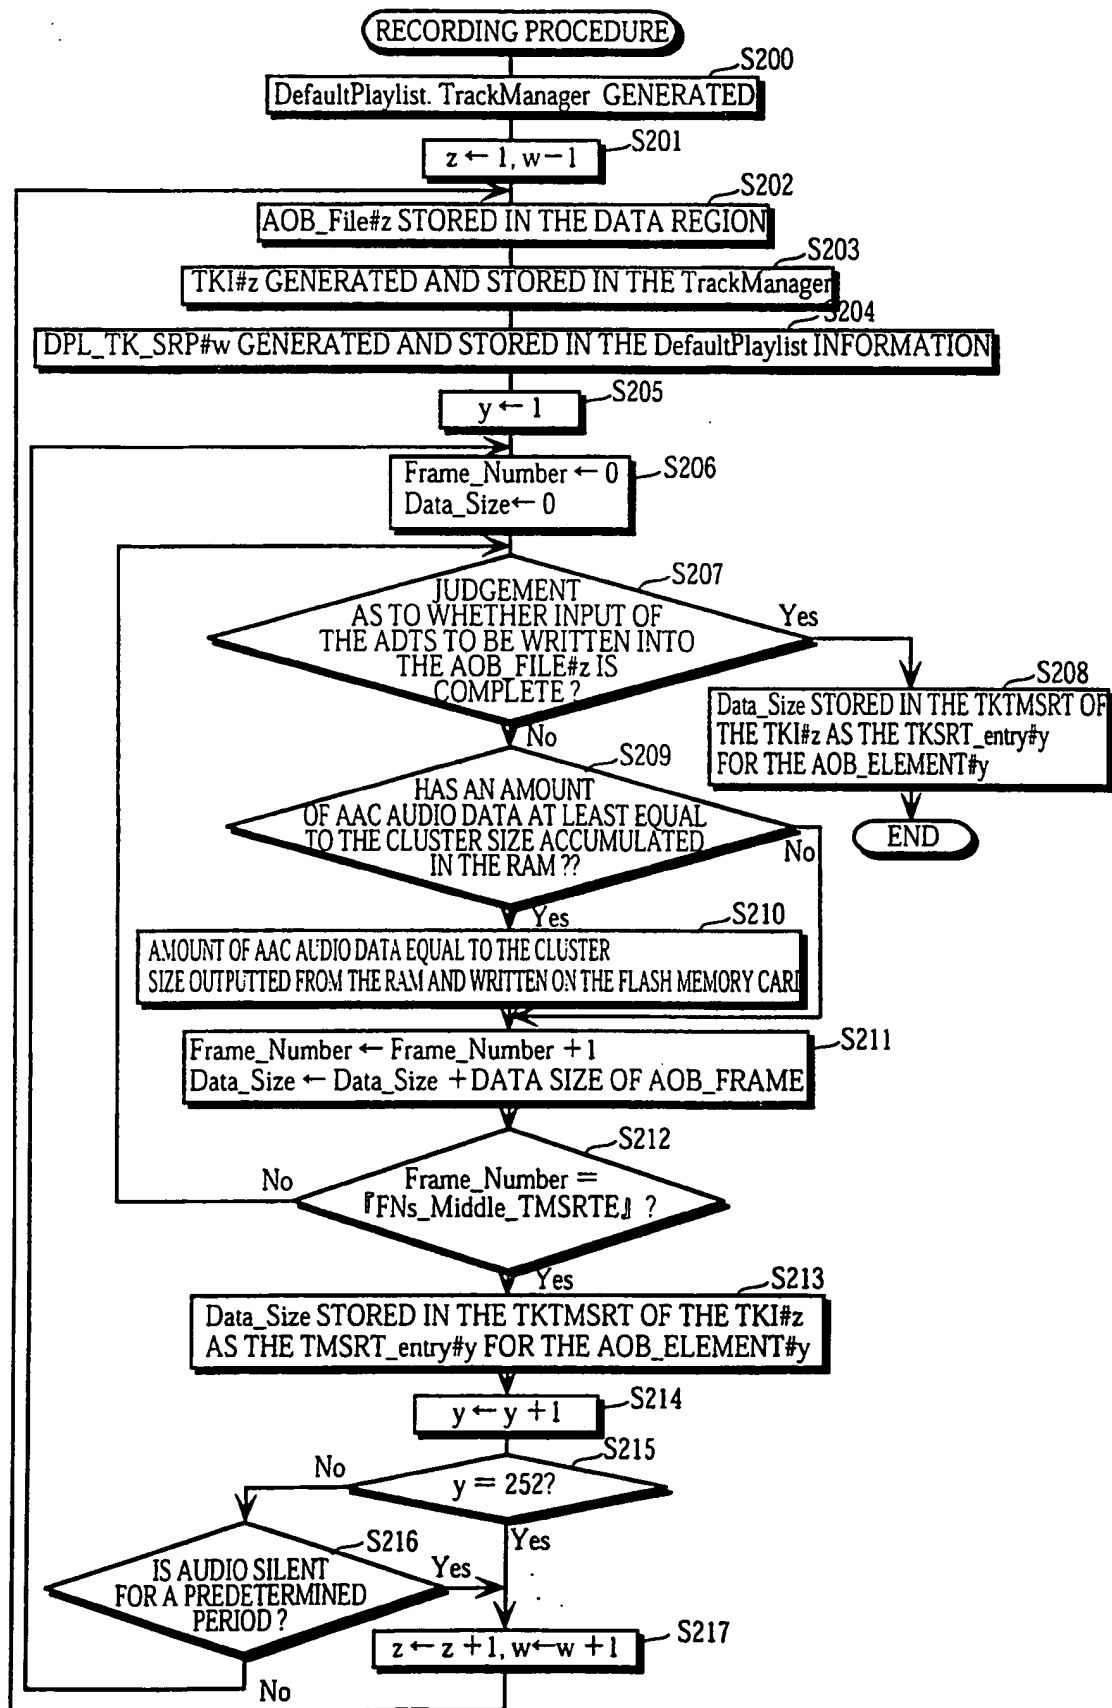 RECORDING PROCEDURE
S200
DefaultPlaylist. TrackManager GENERATED
S201
z ← 1, w−1
S202
AOB_File#z STORED IN THE DATA REGION
S203
TKI#z GENERATED AND STORED IN THE TrackManager
S204
DPL_TK_SRP#w GENERATED AND STORED IN THE DefaultPlaylist INFORMATION
S205
y ← 1
S206
Frame_Number ← 0
Data_Size← 0
S207
JUDGEMENT
AS TO WHETHER INPUT OF
THE ADTS TO BE WRITTEN INTO
THE AOB_FILE#z IS
COMPLETE ?
Yes
No
S208
Data_Size STORED IN THE TKTMSRT OF
THE TKI#z AS THE TKSRT_entry#y
FOR THE AOB_ELEMENT#y
END
S209
HAS AN AMOUNT
OF AAC AUDIO DATA AT LEAST EQUAL
TO THE CLUSTER SIZE ACCUMULATED
IN THE RAM ??
No
Yes
S210
AMOUNT OF AAC AUDIO DATA EQUAL TO THE CLUSTER
SIZE OUTPUTTED FROM THE RAM AND WRITTEN ON THE FLASH MEMORY CARD
S211
Frame_Number ← Frame_Number +1
Data_Size ← Data_Size +DATA SIZE OF AOB_FRAME
S212
No
Frame_Number =
『FNs_Middle_TMSRTE』 ?
Yes
S213
Data_Size STORED IN THE TKTMSRT OF THE TKI#z
AS THE TMSRT_entry#y FOR THE AOB_ELEMENT#y
S214
y ← y +1
S215
No
y = 252?
Yes
S216
IS AUDIO SILENT
FOR A PREDETERMINED
PERIOD ?
Yes
No
S217
z ← z +1, w←w +1